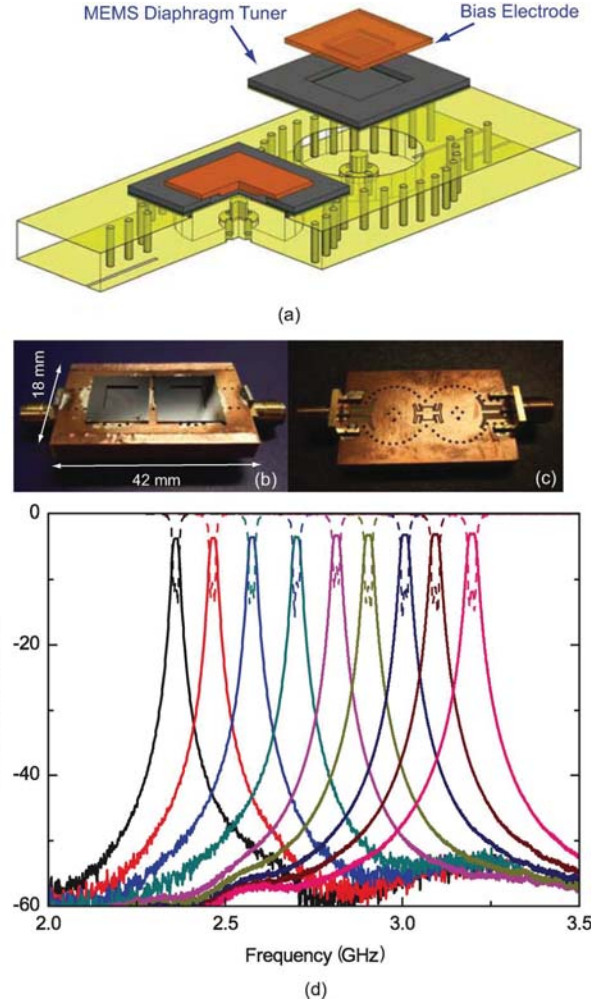 MEMS Diaphragm Tuner
Bias Electrode
(a)
18 mm
42 mm
(b)
(c)
0
-20
-40
-60
2.0 2.5 3.0 3.5
Frequency (GHz)
(d)